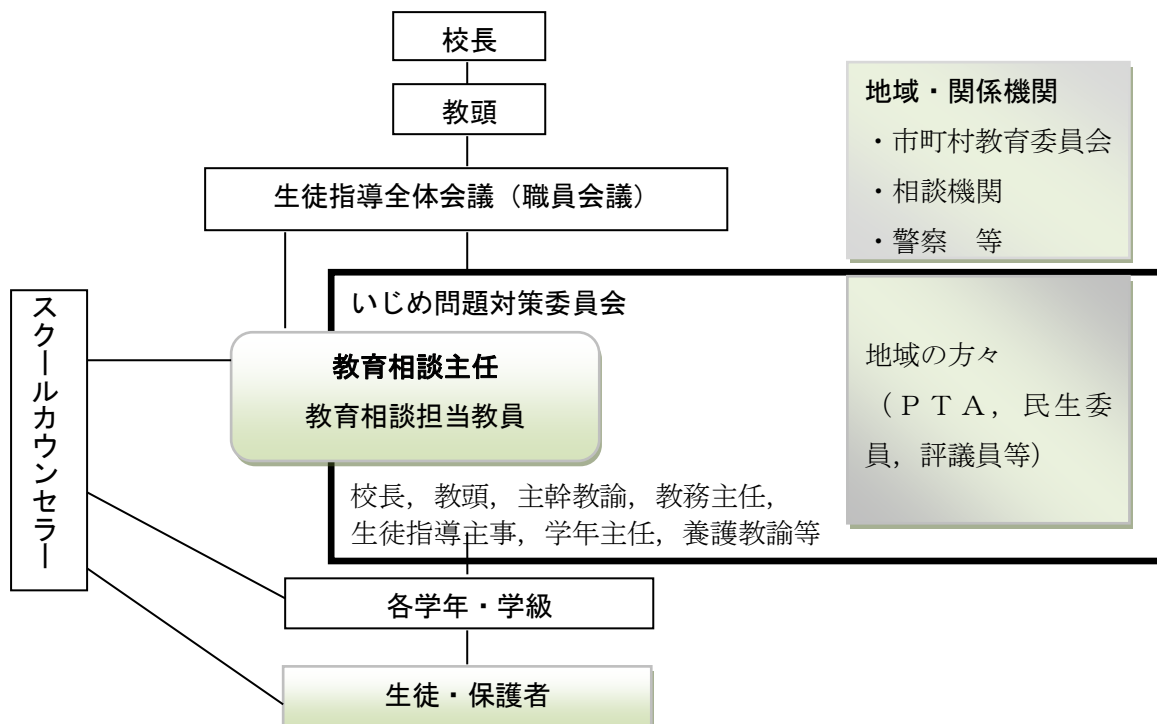 校長
教頭
生徒指導全体会議（職員会議）
地域・関係機関
・市町村教育委員会
・相談機関
・警察　等
スクールカウンセラー
いじめ問題対策委員会
教育相談主任
教育相談担当教員
校長，教頭，主幹教諭，教務主任，
生徒指導主事，学年主任，養護教諭等
地域の方々
（ＰＴＡ，民生委
員，評議員等）
各学年・学級
生徒・保護者